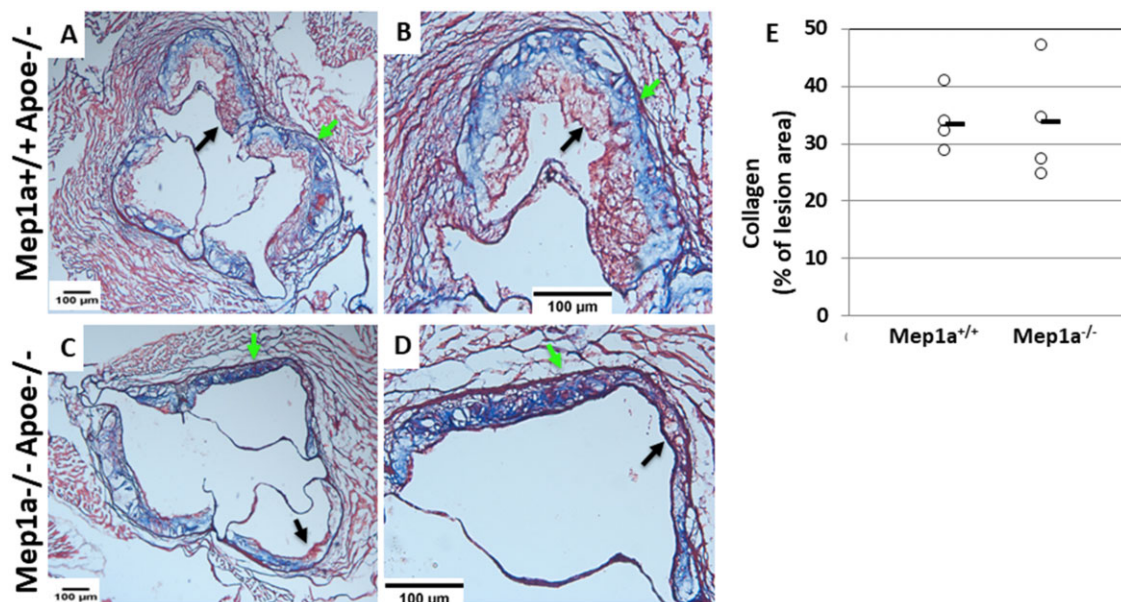 Mep1a+/+ Apoe-/-
A
100 µm
B
100 µm
Mep1a-/- Apoe-/-
C
100 µm
D
100 µm
E
Collagen
(% of lesion area)
50
40
30
20
10
0
Mep1a+/+
Mep1a-/-